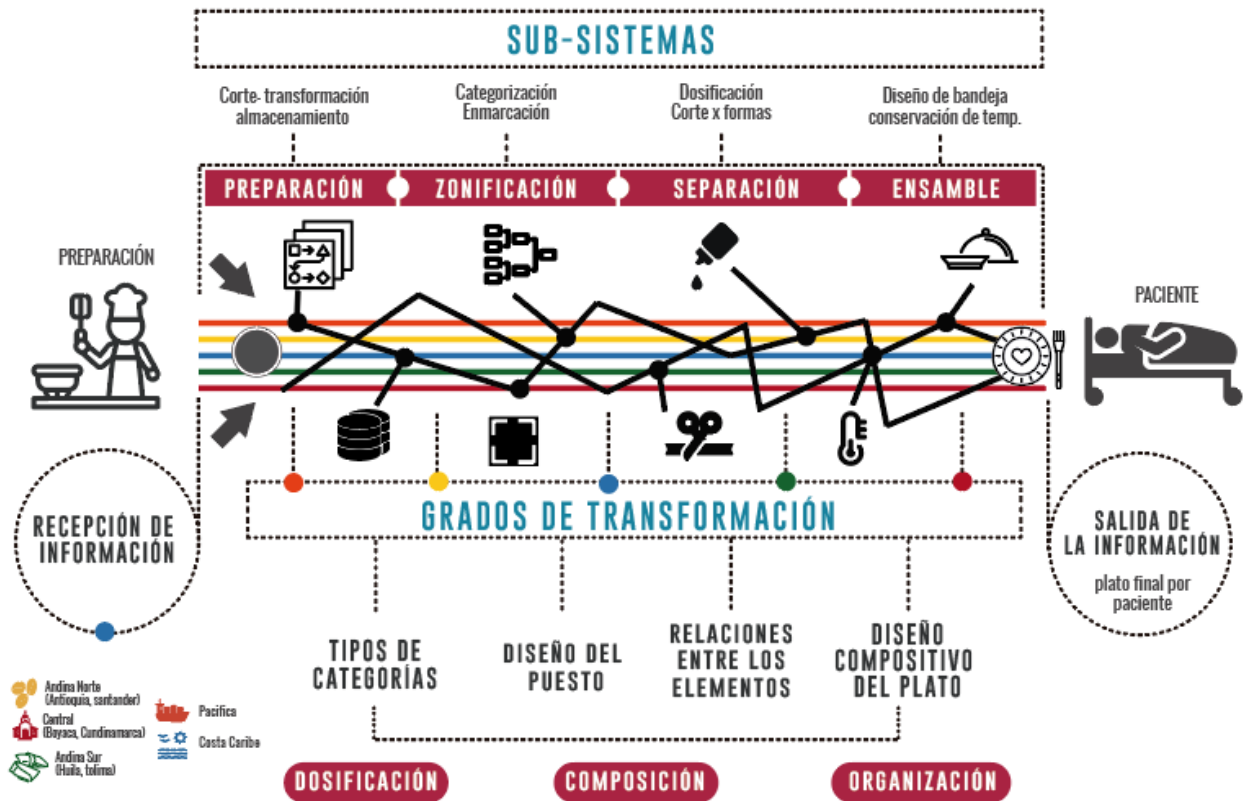 SUB-SISTEMAS
Corte- transformación
almacenamiento
Categorización
Enmarcación
Dosificación
Corte x formas
Diseño de bandeja
conservación de temp.
PREPARACIÓN
ZONIFICACIÓN
SEPARACIÓN
ENSAMBLE
PREPARACIÓN
PACIENTE
RECEPCIÓN DE
INFORMACIÓN
GRADOS DE TRANSFORMACIÓN
SALIDA DE
LA INFORMACIÓN
plato final por
paciente
TIPOS DE
CATEGORÍAS
DISEÑO DEL
PUESTO
RELACIONES
ENTRE LOS
ELEMENTOS
DISEÑO
COMPOSITIVO
DEL PLATO
Andina Norte
(Antioquia, santander)
Central
(Boyaca, Cundinamarca)
Andina Sur
(Huila, tolima)
Pacifica
Costa Caribe
DOSIFICACIÓN
COMPOSICIÓN
ORGANIZACIÓN